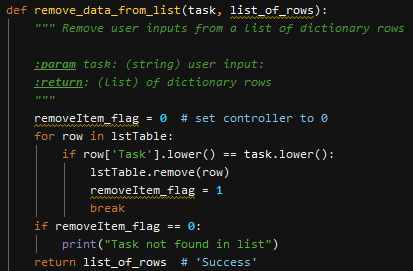 def remove_data_from_list(task, list_of_rows):
    """ Remove user inputs from a list of dictionary rows

    :param task: (string) user input:
    :return: (list) of dictionary rows
    """
    removeItem_flag = 0  # set controller to 0
    for row in lstTable:
        if row['Task'].lower() == task.lower():
            lstTable.remove(row)
            removeItem_flag = 1
            break
    if removeItem_flag == 0:
        print("Task not found in list")
    return list_of_rows  # 'Success'